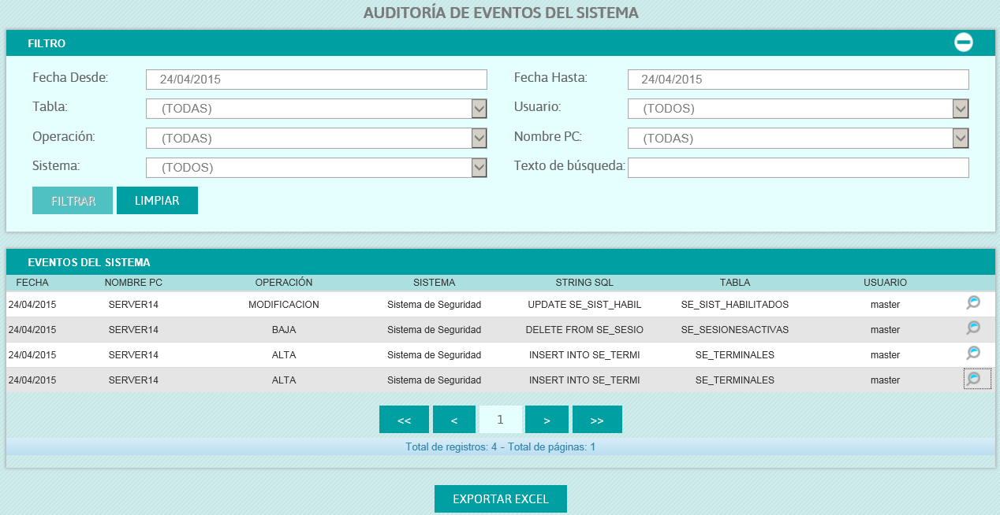 AUDITORÍA DE EVENTOS DEL SISTEMA
FILTRO
Fecha Desde: 24/04/2015 Fecha Hasta: 24/04/2015
Tabla: (TODAS) Usuario: (TODOS)
Operación: (TODAS) Nombre PC: (TODAS)
Sistema: (TODOS) Texto de búsqueda:
FILTRAR LIMPIAR
EVENTOS DEL SISTEMA
FECHA NOMBRE PC OPERACIÓN SISTEMA STRING SQL TABLA USUARIO
24/04/2015 SERVER14 MODIFICACION Sistema de Seguridad UPDATE SE_SIST_HABIL SE_SIST_HABILITADOS master
24/04/2015 SERVER14 BAJA Sistema de Seguridad DELETE FROM SE_SESIO SE_SESIONESACTIVAS master
24/04/2015 SERVER14 ALTA Sistema de Seguridad INSERT INTO SE_TERMI SE_TERMINALES master
24/04/2015 SERVER14 ALTA Sistema de Seguridad INSERT INTO SE_TERMI SE_TERMINALES master
<< < 1 > >>
Total de registros: 4 - Total de páginas: 1
EXPORTAR EXCEL